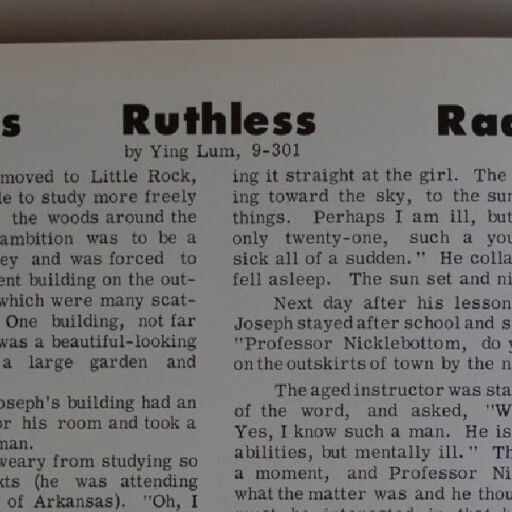 s Ruthless Rad
by Ying Lum, 9-301
moved to Little Rock,
le to study more freely
the woods around the
ambition was to be a
ey and was forced to
ent building on the out-
which were many scat-
One building, not far
was a beautiful-looking
a large garden and
oseph's building had an
or his room and took a
man.
weary from studying so
xts (he was attending
of Arkansas). "Oh, I
ing it straight at the girl. The
ing toward the sky, to the sun
things. Perhaps I am ill, but
only twenty-one, such a you
sick all of a sudden." He colla
fell asleep. The sun set and ni
Next day after his lesson
Joseph stayed after school and s
"Professor Nicklebottom, do y
on the outskirts of town by the n
The aged instructor was sta
of the word, and asked, "W
Yes, I know such a man. He is
abilities, but mentally ill." Th
a moment, and Professor Ni
what the matter was and he thou